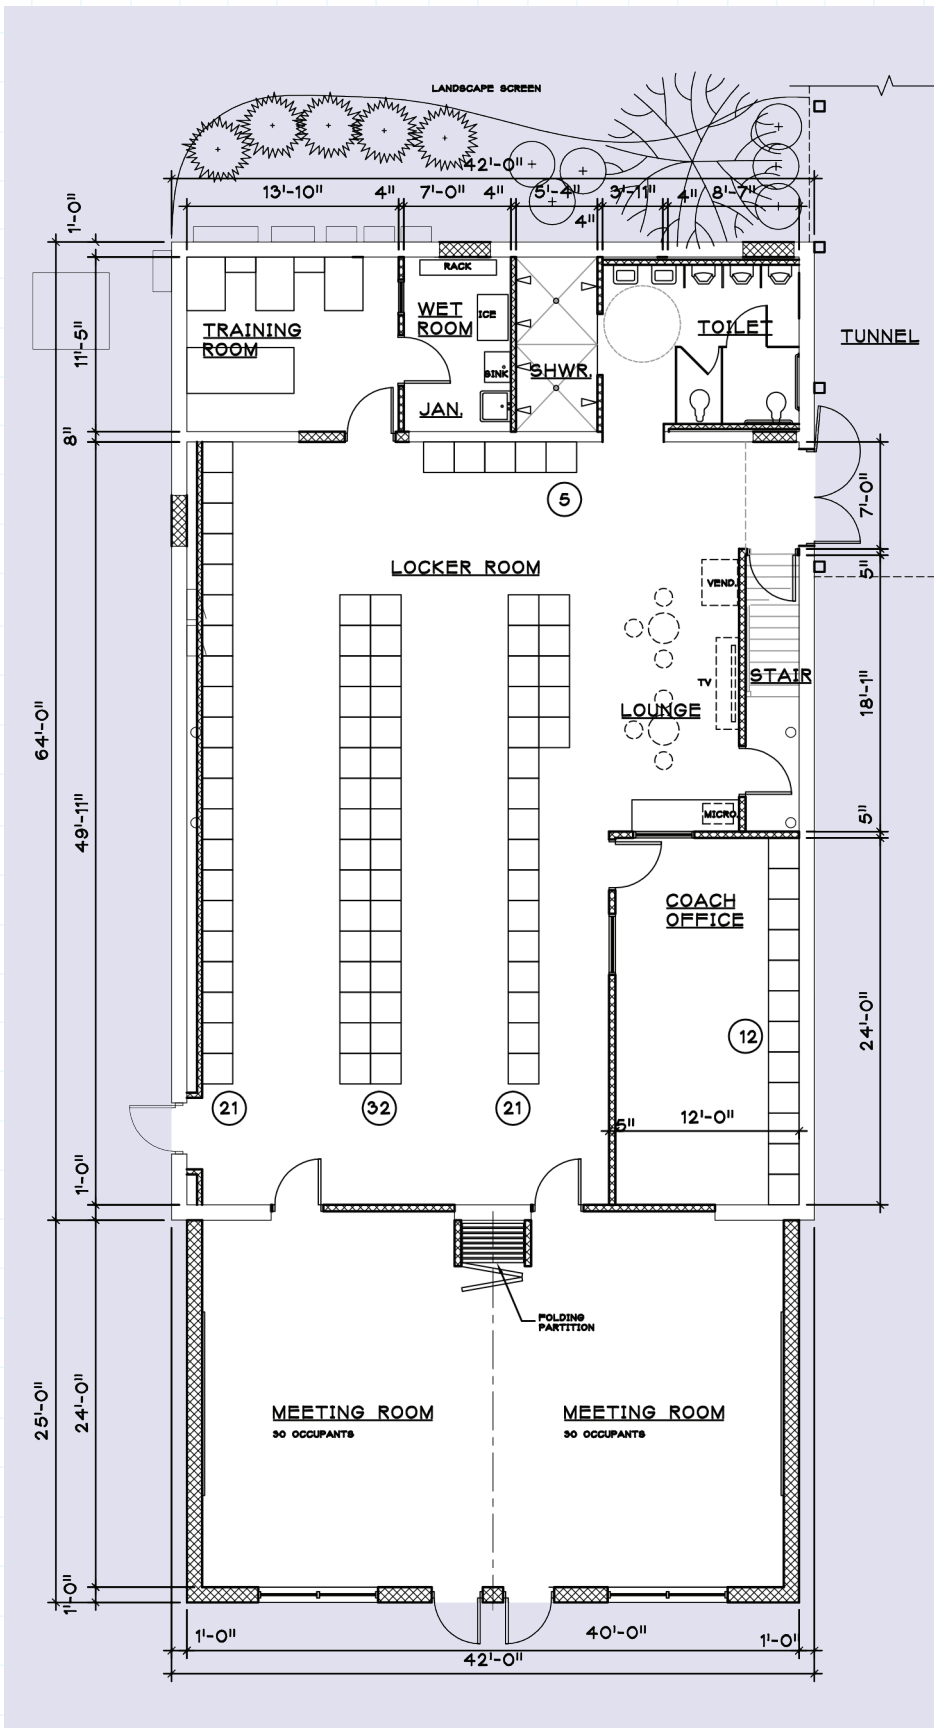 LANDSCAPE SCREEN
42'-0"
13'-10" 4" 7'-0" 4" 5'-4" 3'-11" 4" 8'-7"
4"
1'-0"
RACK
WET
ROOM
ICE
TRAINING
ROOM
TOILET
TUNNEL
11'-5"
SINK
SHWR.
JAN.
8"
5
7'-0"
LOCKER ROOM
5"
VEND.
TV
STAIR
LOUNGE
18'-1"
64'-0"
49'-11"
MICRO.
5"
COACH
OFFICE
12
24'-0"
21
32
21
5"
12'-0"
1'-0"
FOLDING
PARTITION
MEETING ROOM
30 OCCUPANTS
MEETING ROOM
30 OCCUPANTS
25'-0"
24'-0"
1'-0"
1'-0"
40'-0"
1'-0"
42'-0"